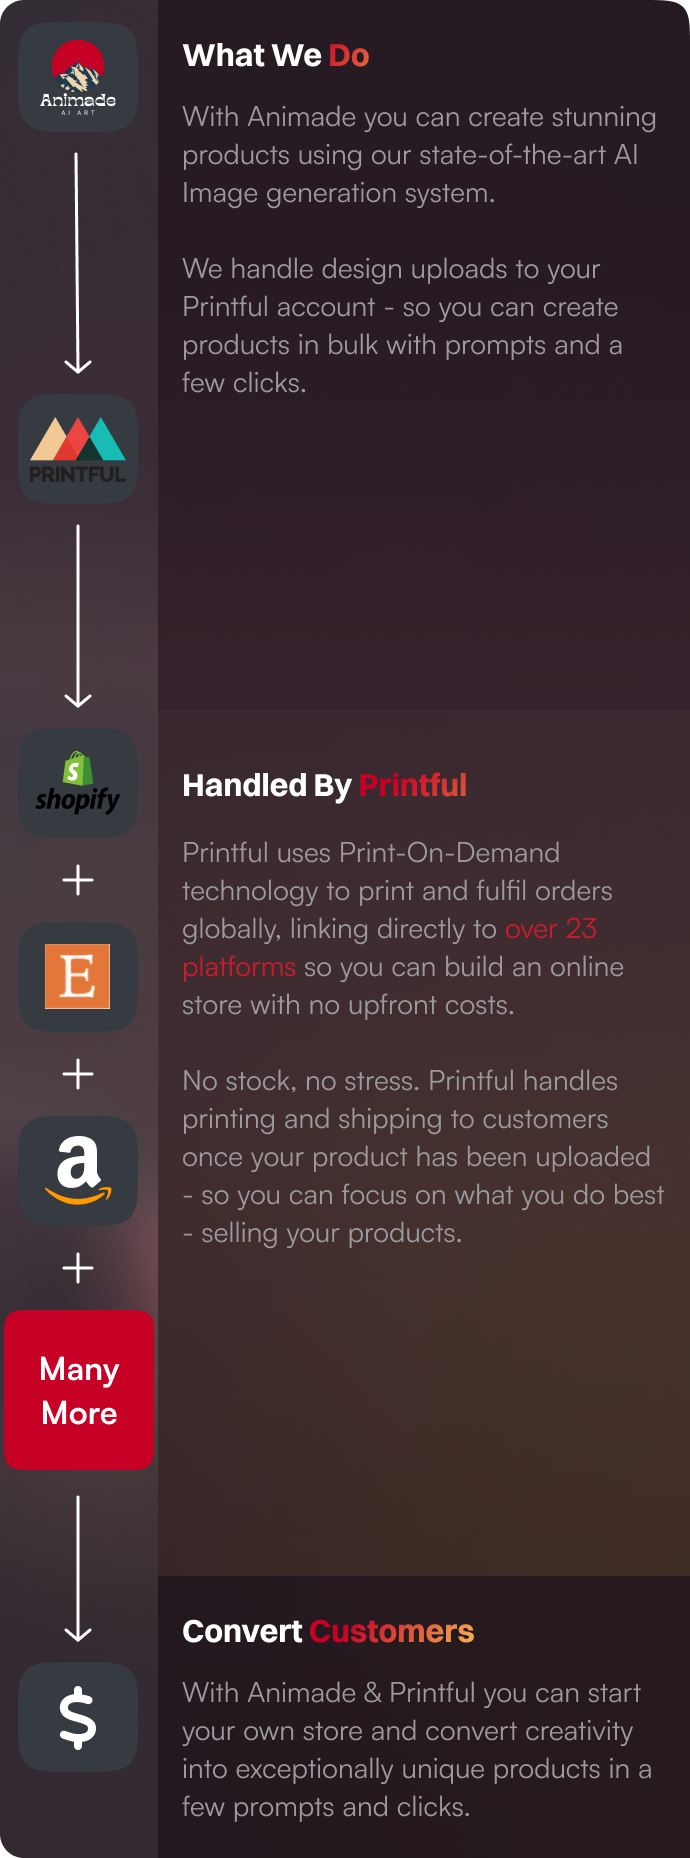 Animade
AI ART
What We Do
With Animade you can create stunning
products using our state-of-the-art AI
Image generation system.
We handle design uploads to your
Printful account - so you can create
products in bulk with prompts and a
few clicks.
PRINTFUL
shopify
Handled By Printful
Printful uses Print-On-Demand
technology to print and fulfil orders
globally, linking directly to over 23
platforms so you can build an online
store with no upfront costs.
No stock, no stress. Printful handles
printing and shipping to customers
once your product has been uploaded
- so you can focus on what you do best
- selling your products.
E
a
Many
More
Convert Customers
With Animade & Printful you can start
your own store and convert creativity
into exceptionally unique products in a
few prompts and clicks.
$